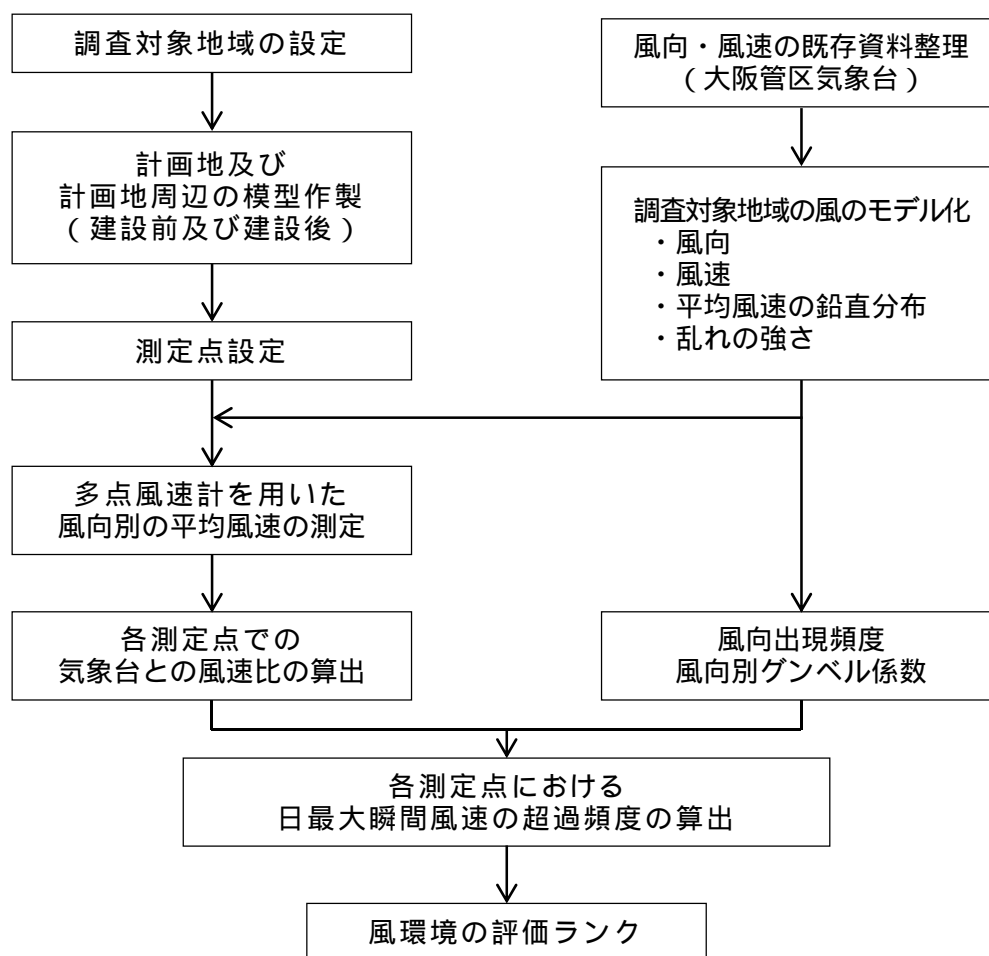 調査対象地域の設定
計画地及び
計画地周辺の模型作製
（建設前及び建設後）
測定点設定
風向・風速の既存資料整理
（大阪管区気象台）
調査対象地域の風のモデル化
・風向
・風速
・平均風速の鉛直分布
・乱れの強さ
多点風速計を用いた
風向別の平均風速の測定
各測定点での
気象台との風速比の算出
風向出現頻度
風向別グンベル係数
各測定点における
日最大瞬間風速の超過頻度の算出
風環境の評価ランク